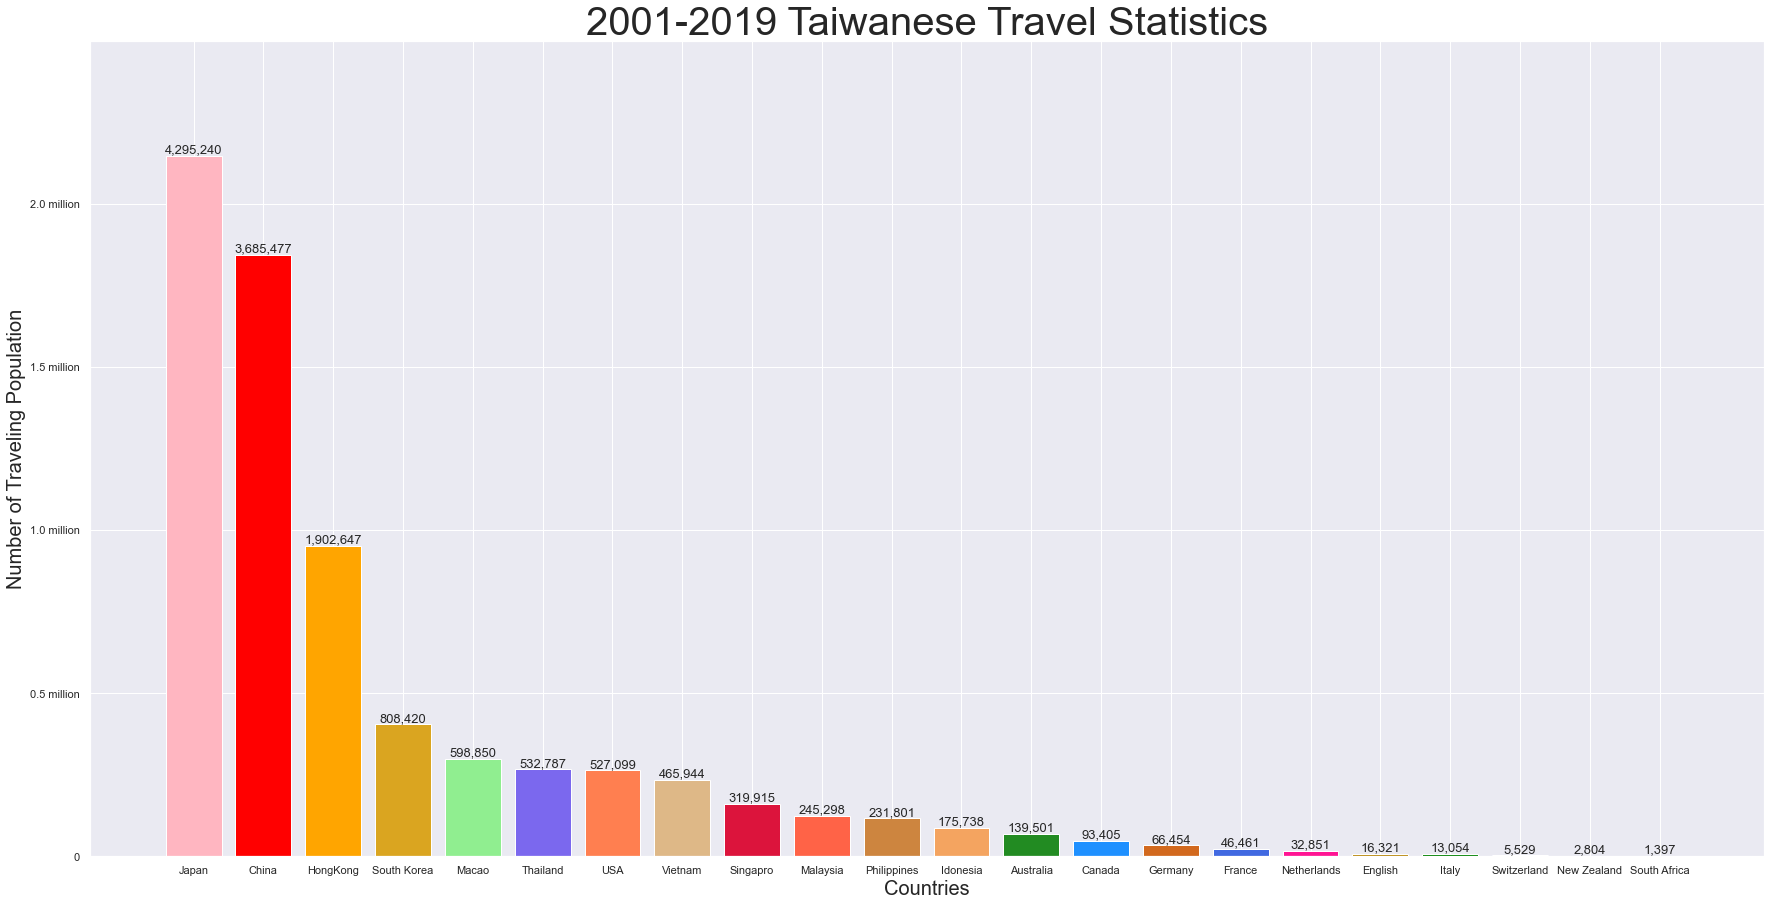 2001-2019 Taiwanese Travel Statistics
Number of Traveling Population
2.0 million
1.5 million
1.0 million
0.5 million
0
4,295,240
3,685,477
1,902,647
808,420
598,850
532,787
527,099
465,944
319,915
245,298
231,801
175,738
139,501
93,405
66,454
46,461
32,851
16,321
13,054
5,529
2,804
1,397
Japan
China
HongKong
South Korea
Macao
Thailand
USA
Vietnam
Singapro
Malaysia
Philippines
Idonesia
Australia
Canada
Germany
France
Netherlands
English
Italy
Switzerland
New Zealand
South Africa
Countries